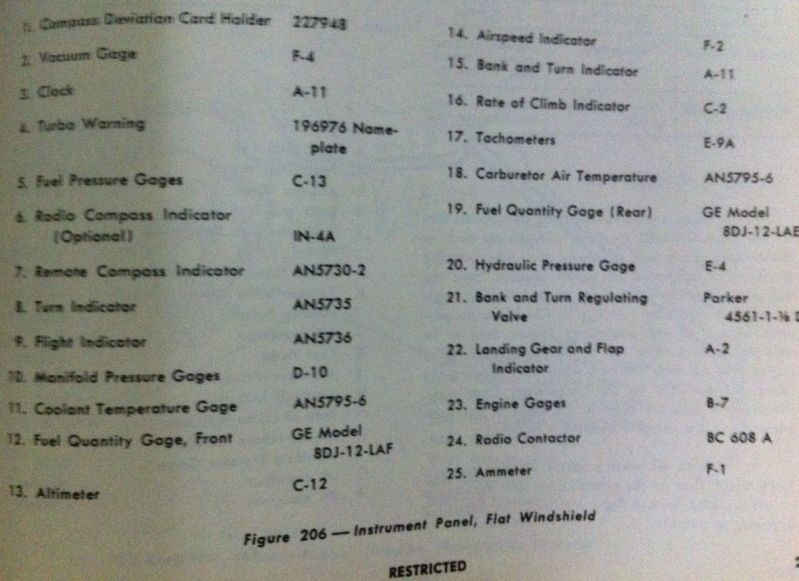 1. Compass Deviation Card Holder 227948
2. Vacuum Gage F-4
3. Clock A-11
4. Turbo Warning 196976 Name-
plate
5. Fuel Pressure Gages C-13
6. Radio Compass Indicator
(Optional) IN-4A
7. Remote Compass Indicator AN5730-2
8. Turn Indicator AN5735
9. Flight Indicator AN5736
10. Manifold Pressure Gages D-10
11. Coolant Temperature Gage AN5795-6
12. Fuel Quantity Gage, Front GE Model
8DJ-12-LAF
13. Altimeter C-12
14. Airspeed Indicator F-2
15. Bank and Turn Indicator A-11
16. Rate of Climb Indicator C-2
17. Tachometers E-9A
18. Carburetor Air Temperature AN5795-6
19. Fuel Quantity Gage (Rear) GE Model
8DJ-12-LAE
20. Hydraulic Pressure Gage E-4
21. Bank and Turn Regulating Parker
Valve 4561-1-⅛ D
22. Landing Gear and Flap A-2
Indicator
23. Engine Gages B-7
24. Radio Contactor BC 608 A
25. Ammeter F-1
Figure 206 — Instrument Panel, Flat Windshield
RESTRICTED